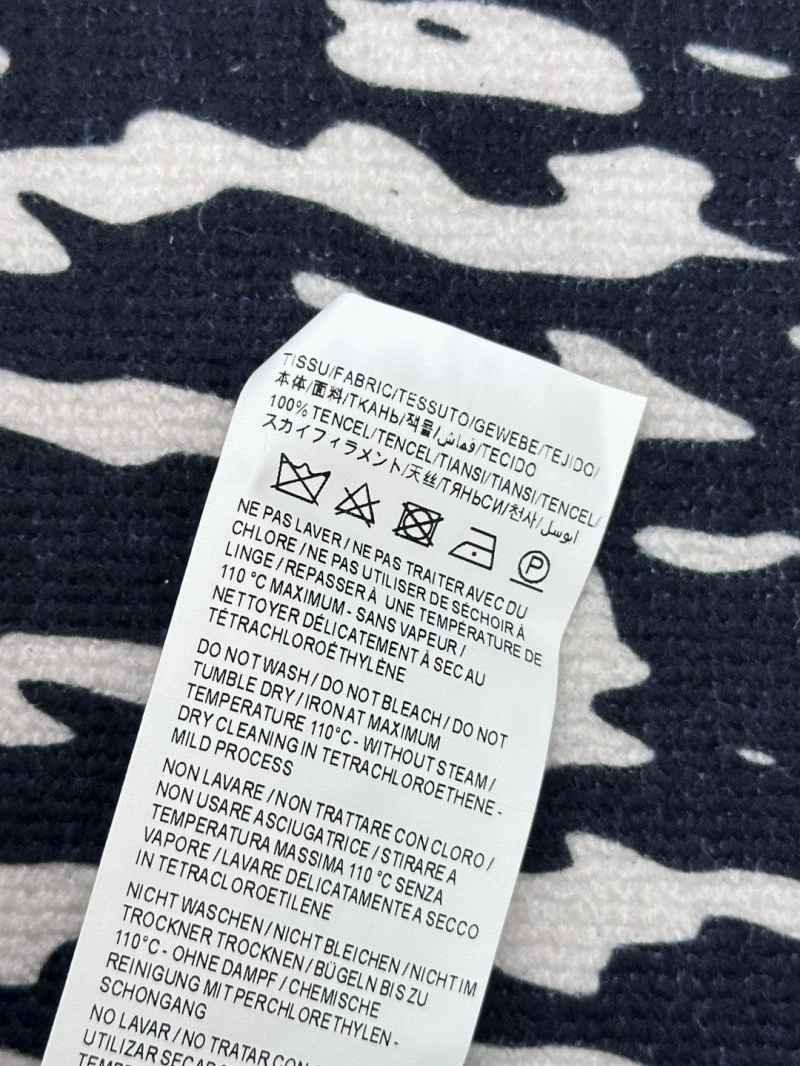 TISSU/FABRIC/TESSUTO/GEWEBE/TEJIDO/
本体/面料/ТКАНЬ/적물/قماش/TECIDO
100% TENCEL/TENCEL/TIANSI/TIANSI/TENCEL/
スカイフィラメント/天丝/ТЯНЬСИ/천사/
P
NE PAS LAVER / NE PAS TRAITER AVEC DU
CHLORE / NE PAS UTILISER DE SÉCHOIR À
LINGE / REPASSER À UNE TEMPÉRATURE DE
110 °C MAXIMUM - SANS VAPEUR /
NETTOYER DÉLICATEMENT À SEC AU
TÉTRACHLOROÉTHYLÉNE
DO NOT WASH / DO NOT BLEACH / DO NOT
TUMBLE DRY / IRON AT MAXIMUM
TEMPERATURE 110°C - WITHOUT STEAM /
DRY CLEANING IN TETRACHLOROETHENE -
MILD PROCESS
NON LAVARE / NON TRATTARE CON CLORO /
NON USARE ASCIUGATRICE / STIRARE A
TEMPERATURA MASSIMA 110 °C SENZA
VAPORE / LAVARE DELICATAMENTE A SECCO
IN TETRACLOROETILENE
NICHT WASCHEN / NICHT BLEICHEN / NICHT IM
TROCKNER TROCKNEN / BÜGELN BIS ZU
110°C - OHNE DAMPF / CHEMISCHE
REINIGUNG MIT PERCHLORETHYLEN -
SCHONGANG
NO LAVAR / NO TRATAR CON
UTILIZAR